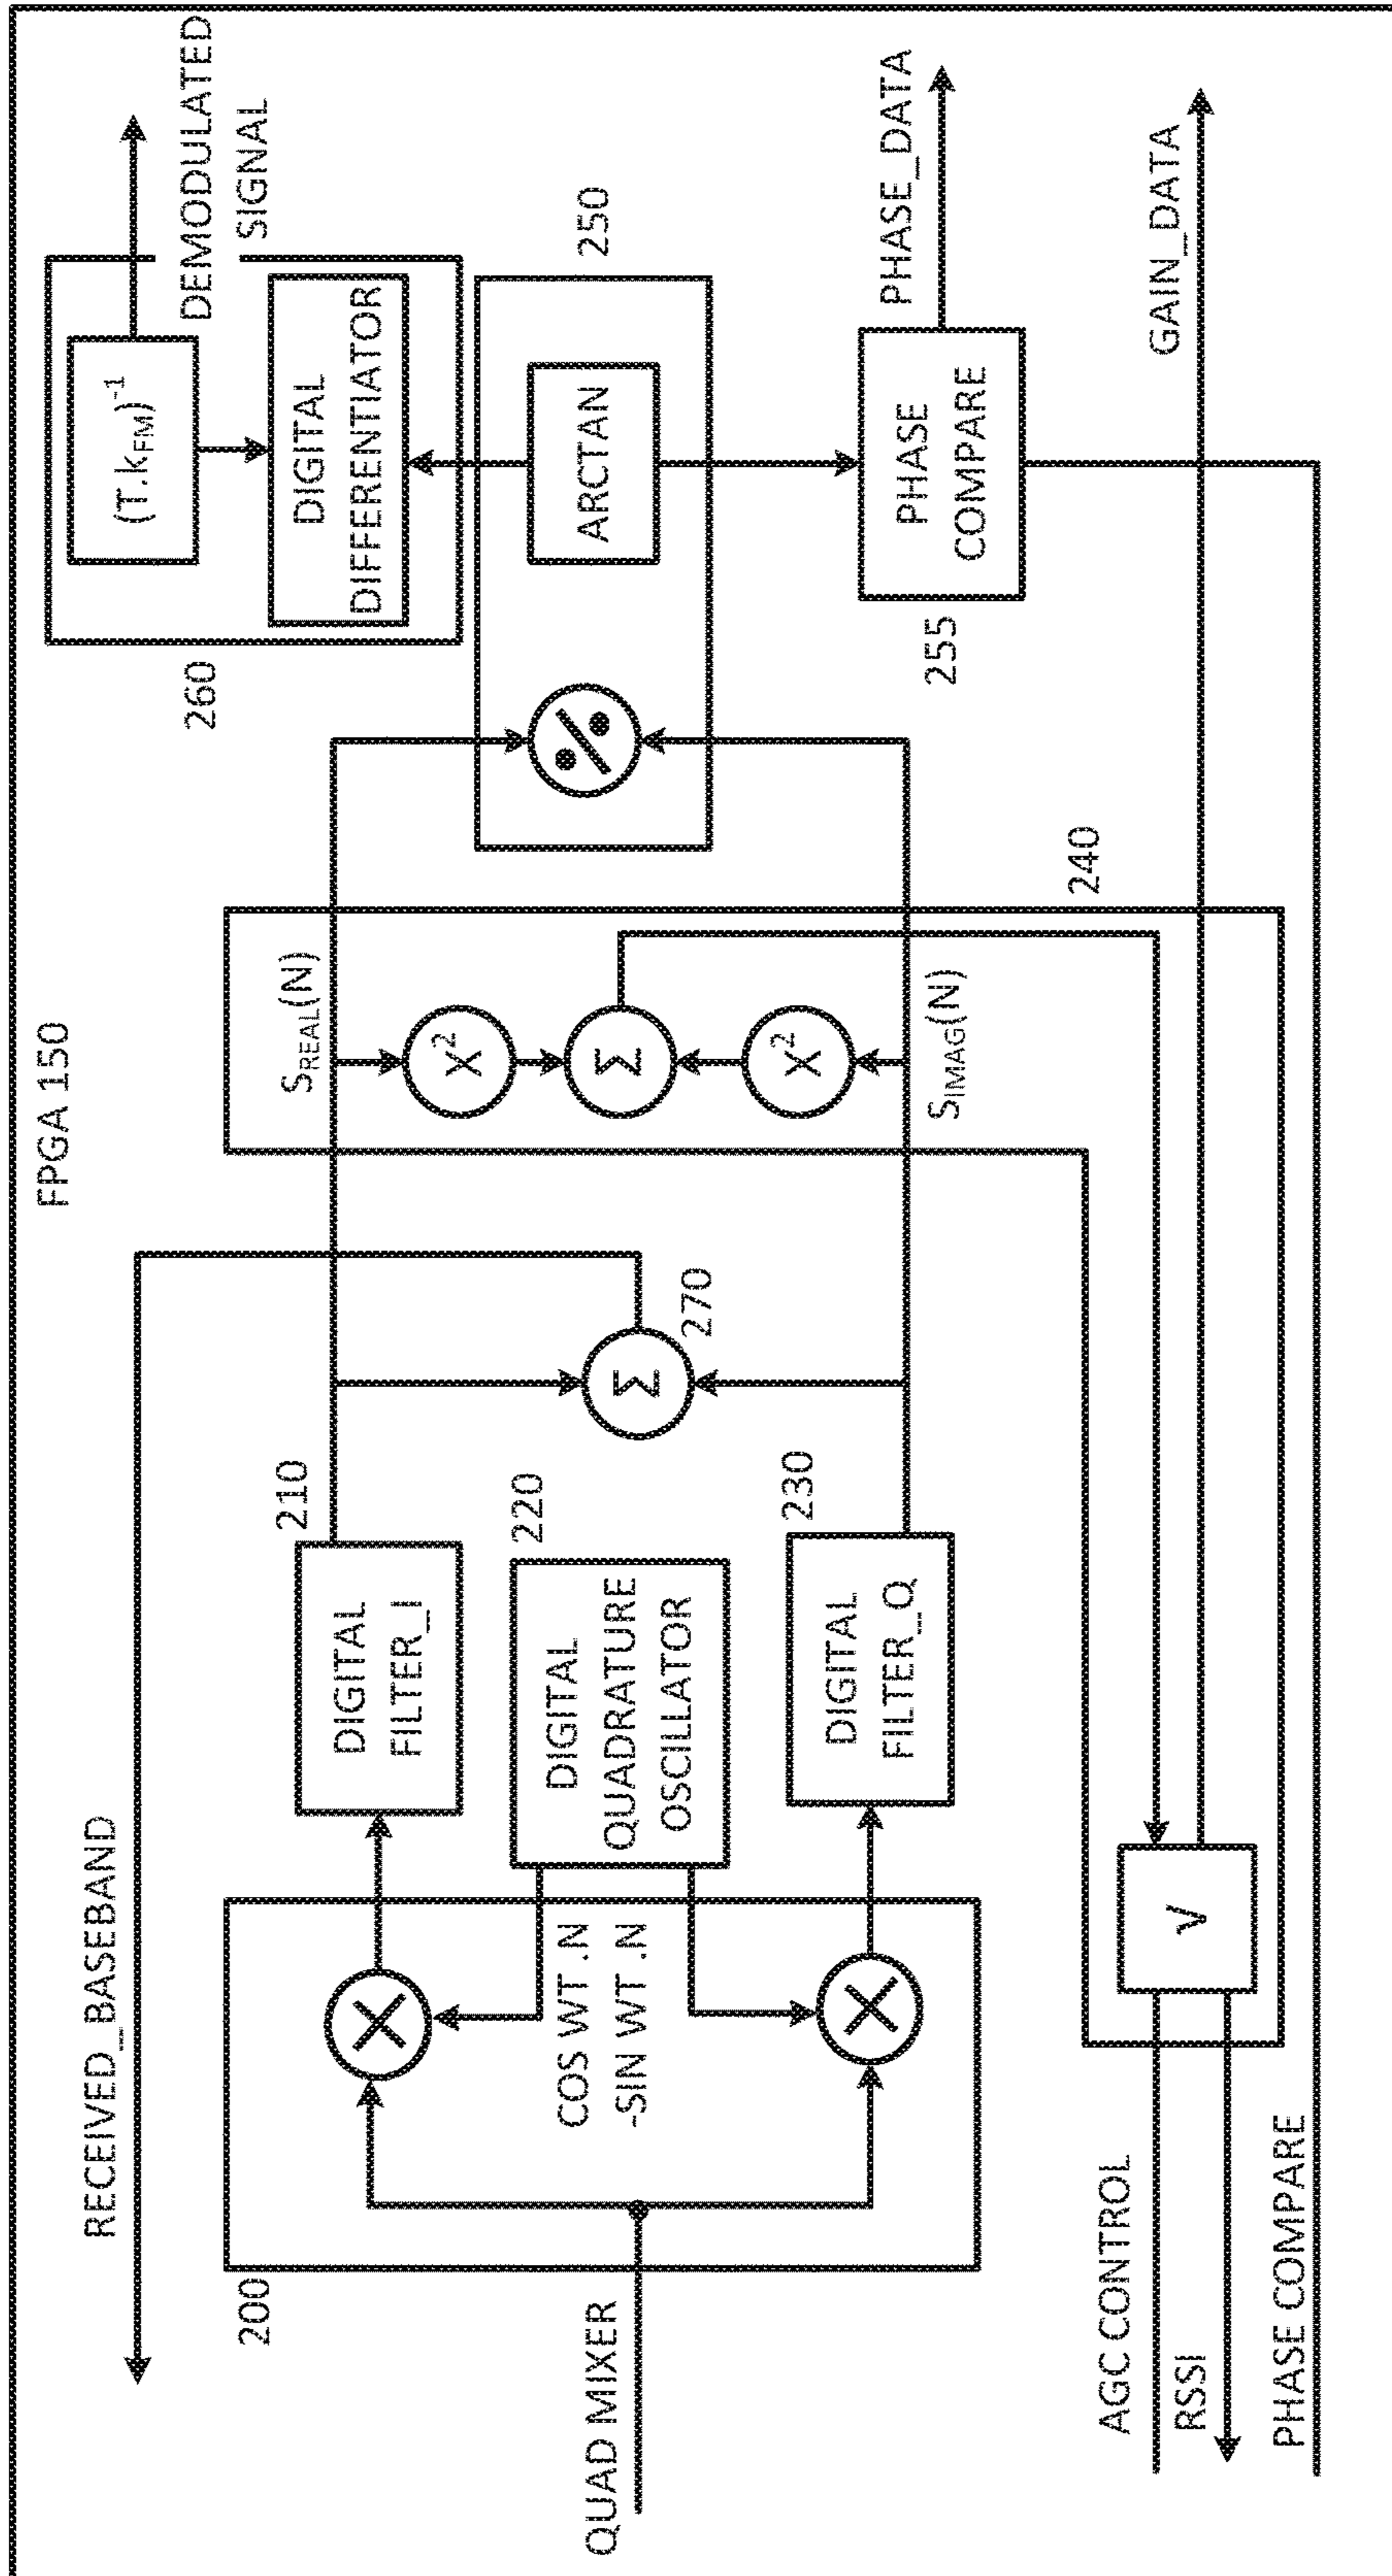 FPGA 150
RECEIVED_BASEBAND
200
QUAD MIXER
COS WT .N
-SIN WT .N
210
DIGITAL
FILTER_I
220
DIGITAL
QUADRATURE
OSCILLATOR
230
DIGITAL
FILTER_Q
Σ
270
S_REAL(N)
X²
Σ
X²
S_IMAG(N)
240
260
(T.k_FM)⁻¹
DEMODULATED
SIGNAL
DIGITAL
DIFFERENTIATOR
250
%
ARCTAN
255
PHASE
COMPARE
PHASE_DATA
GAIN_DATA
√
AGC CONTROL
RSSI
PHASE COMPARE